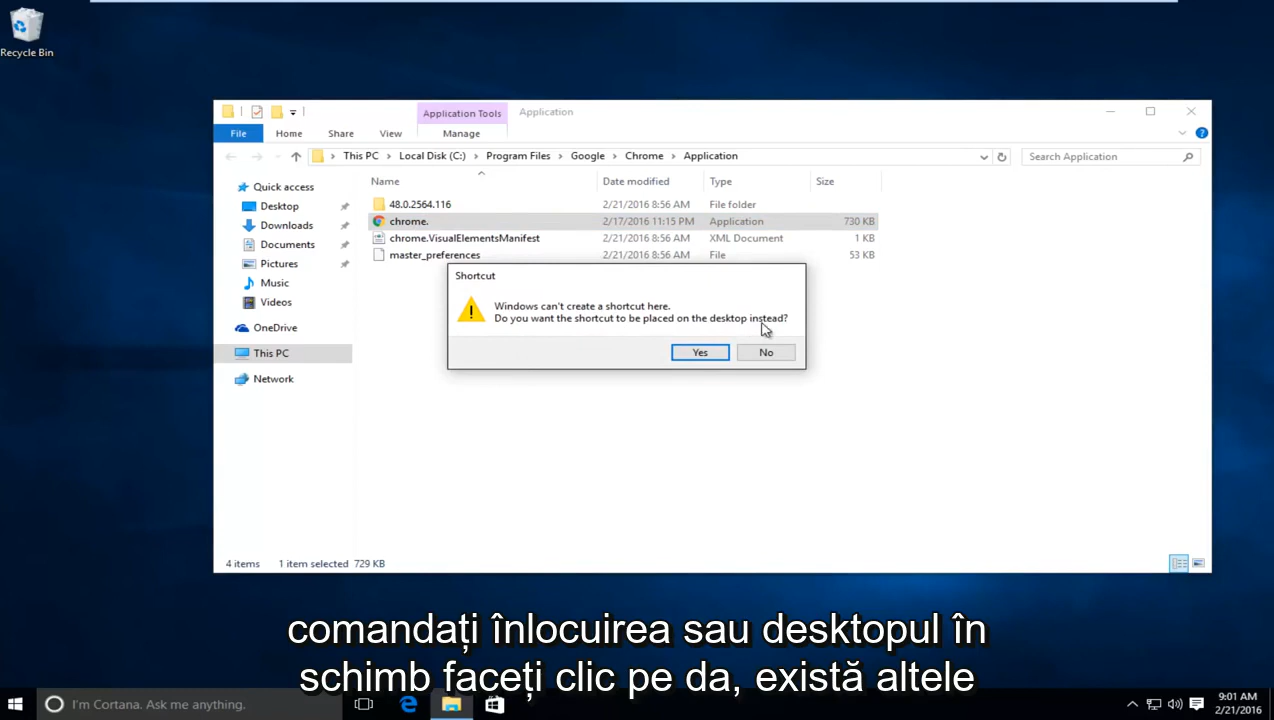 Recycle Bin
Application Tools
Application
File
Home
Share
View
Manage
This PC
Local Disk (C:)
Program Files
Google
Chrome
Application
Search Application
Name
Date modified
Type
Size
Quick access
Desktop
Downloads
Documents
Pictures
Music
Videos
OneDrive
This PC
Network
48.0.2564.116 2/21/2016 8:56 AM File folder
chrome. 2/17/2016 11:15 PM Application 730 KB
chrome.VisualElementsManifest 2/21/2016 8:56 AM XML Document 1 KB
master_preferences 2/21/2016 8:56 AM File 53 KB
Shortcut
Windows can't create a shortcut here.
Do you want the shortcut to be placed on the desktop instead?
Yes
No
4 items 1 item selected 729 KB
comandați înlocuirea sau desktopul în
schimb faceți clic pe da, există altele
I'm Cortana. Ask me anything.
9:01 AM
2/21/2016